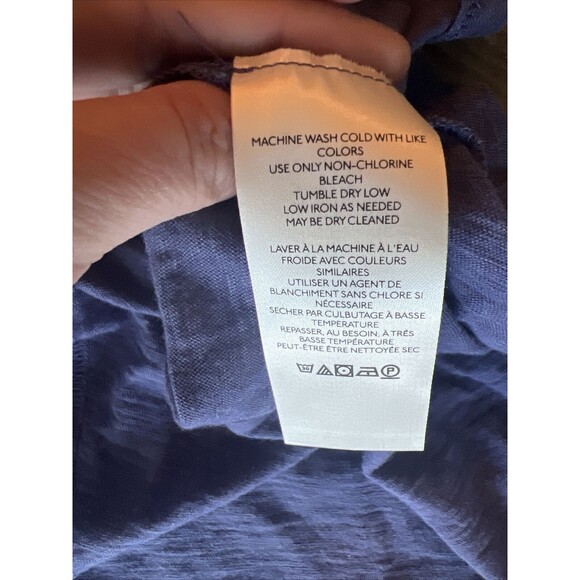 MACHINE WASH COLD WITH LIKE
COLORS
USE ONLY NON-CHLORINE
BLEACH
TUMBLE DRY LOW
LOW IRON AS NEEDED
MAY BE DRY CLEANED
LAVER À LA MACHINE À L'EAU
FROIDE AVEC COULEURS
SIMILAIRES
UTILISER UN AGENT DE
BLANCHIMENT SANS CHLORE SI
NÉCESSAIRE
SECHER PAR CULBUTAGE À BASSE
TEMPERATURE
REPASSER, AU BESOIN, À TRÉS
BASSE TEMPÉRATURE
PEUT-ÊTRE ÊTRE NETTOYÉE SEC
30 P